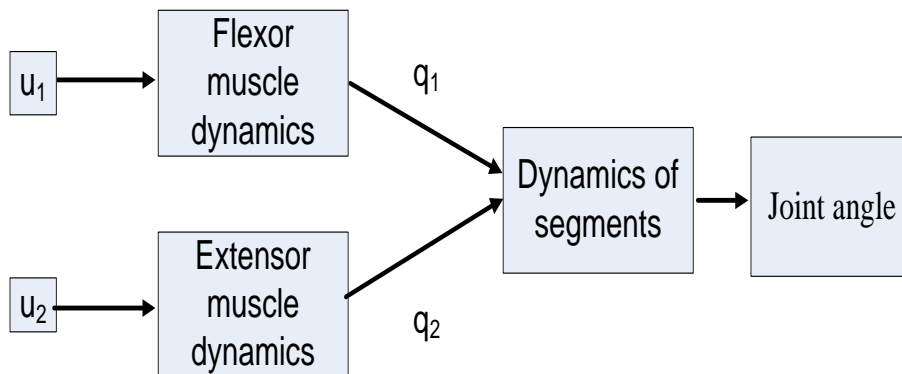 u₁
Flexor
muscle
dynamics
q₁
Dynamics of
segments
Joint angle
u₂
Extensor
muscle
dynamics
q₂